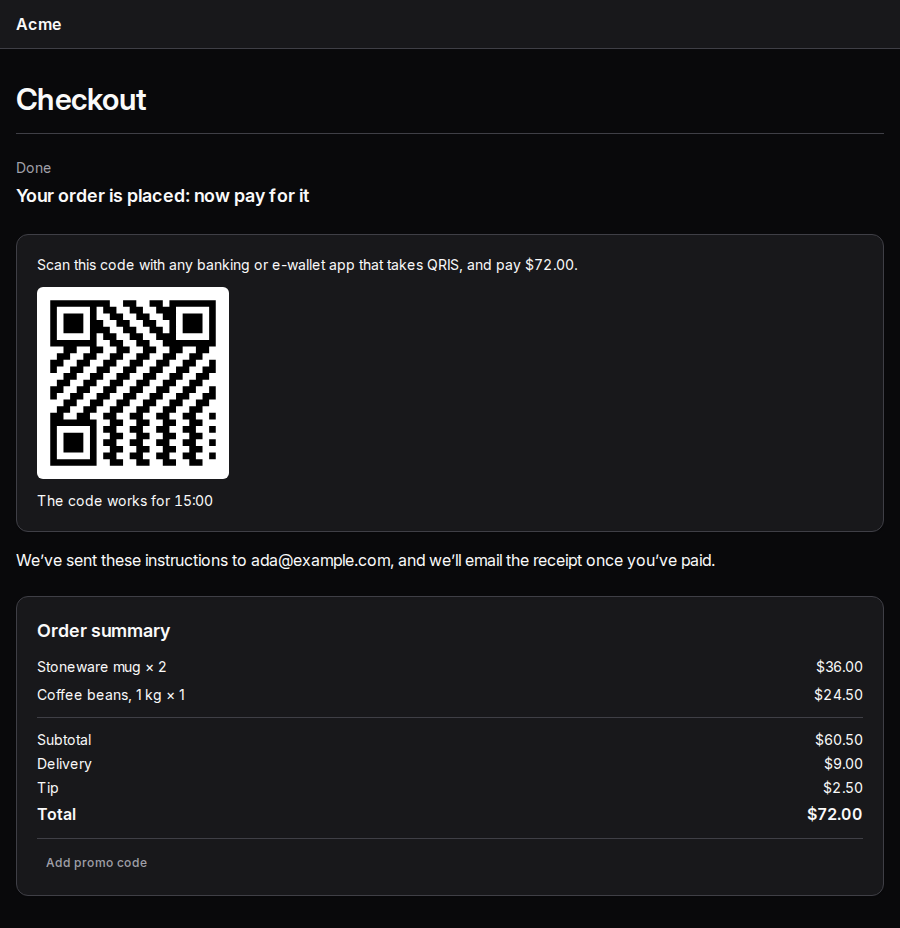 Acme
Checkout
Done
Your order is placed: now pay for it
Scan this code with any banking or e-wallet app that takes QRIS, and pay $72.00.
The code works for 15:00
We’ve sent these instructions to ada@example.com, and we’ll email the receipt once you’ve paid.
Order summary
Stoneware mug × 2 $36.00
Coffee beans, 1 kg × 1 $24.50
Subtotal $60.50
Delivery $9.00
Tip $2.50
Total $72.00
Add promo code